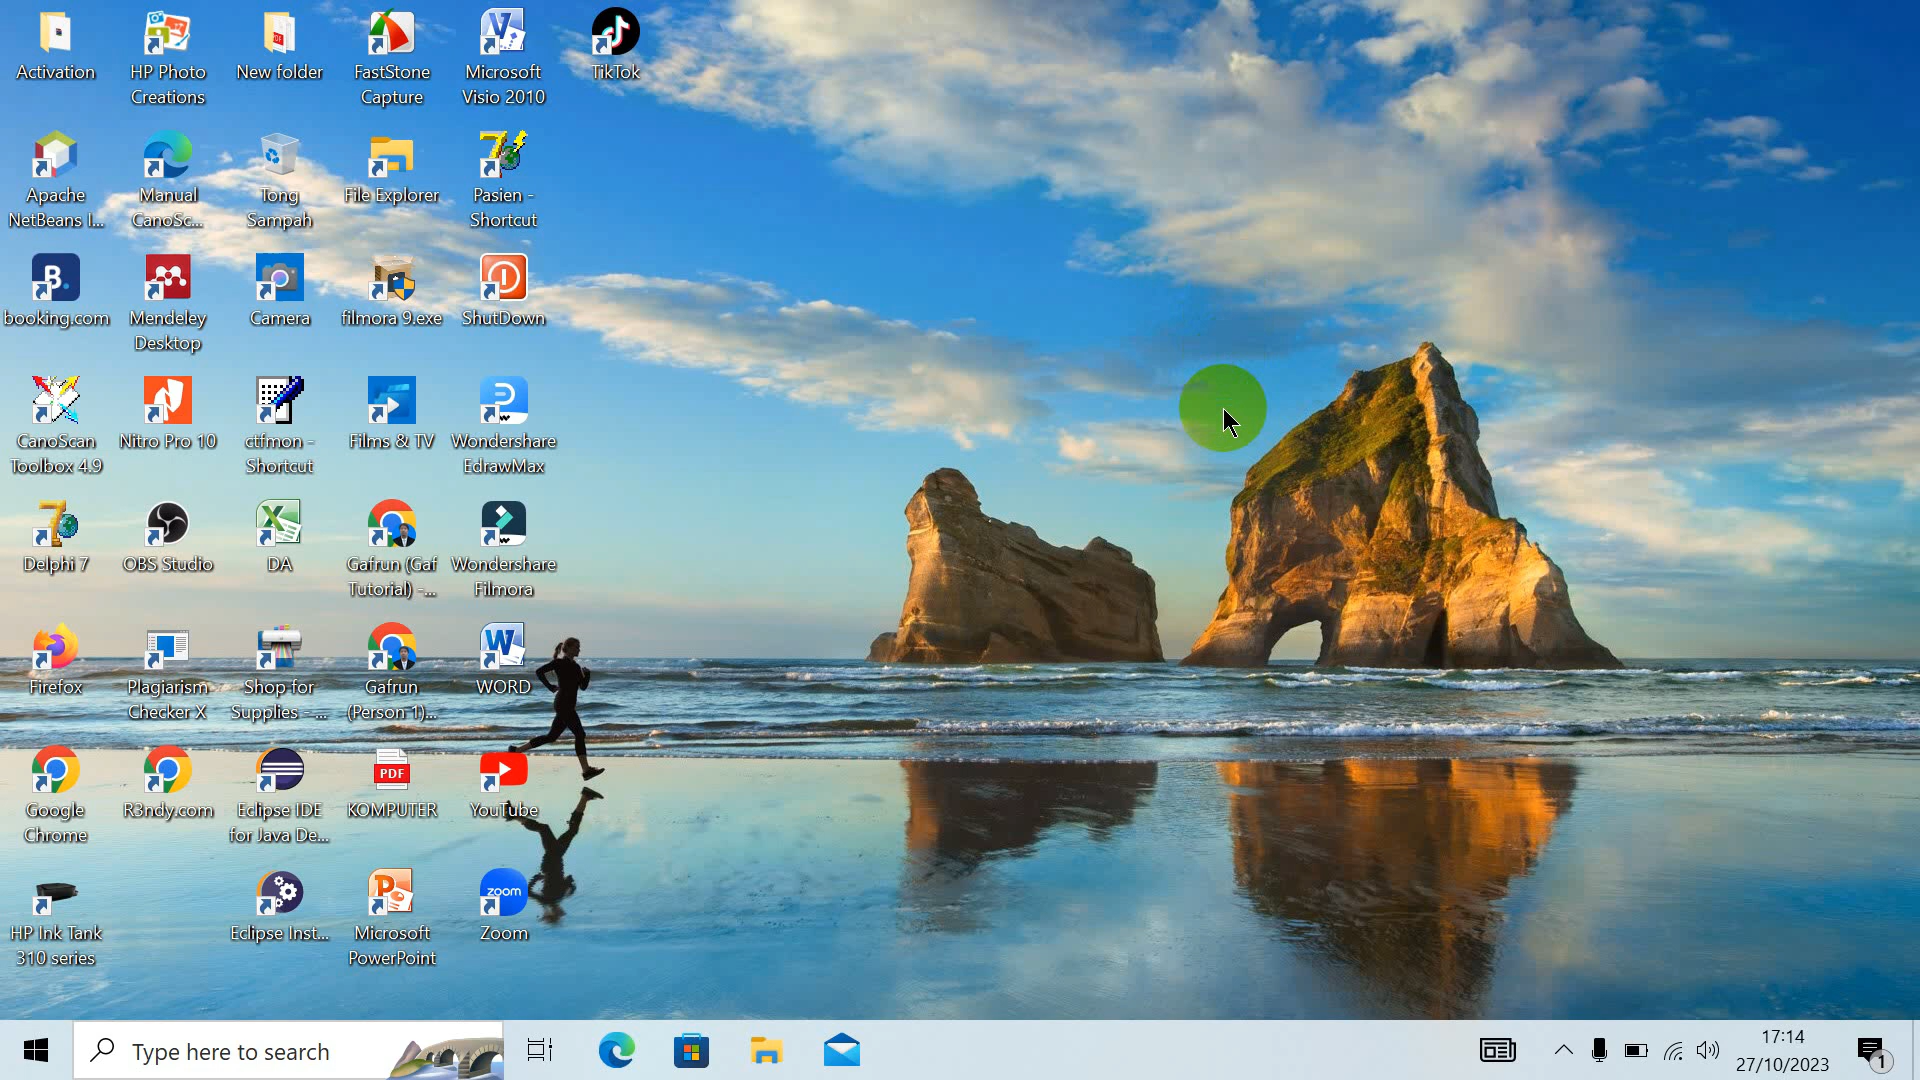 Activation
HP Photo
Creations
New folder
FastStone
Capture
Microsoft
Visio 2010
TikTok
Apache
NetBeans I...
Manual
CanoSc...
Tong
Sampah
File Explorer
Pasien -
Shortcut
booking.com
Mendeley
Desktop
Camera
filmora 9.exe
ShutDown
CanoScan
Toolbox 4.9
Nitro Pro 10
ctfmon -
Shortcut
Films & TV
Wondershare
EdrawMax
Delphi 7
OBS Studio
DA
Gafrun (Gaf
Tutorial) -...
Wondershare
Filmora
Firefox
Plagiarism
Checker X
Shop for
Supplies - ...
Gafrun
(Person 1)...
WORD
PDF
Google
Chrome
R3ndy.com
Eclipse IDE
for Java De...
KOMPUTER
YouTube
zoom
HP Ink Tank
310 series
Eclipse Inst...
Microsoft
PowerPoint
Zoom
Type here to search
17:14
27/10/2023
1